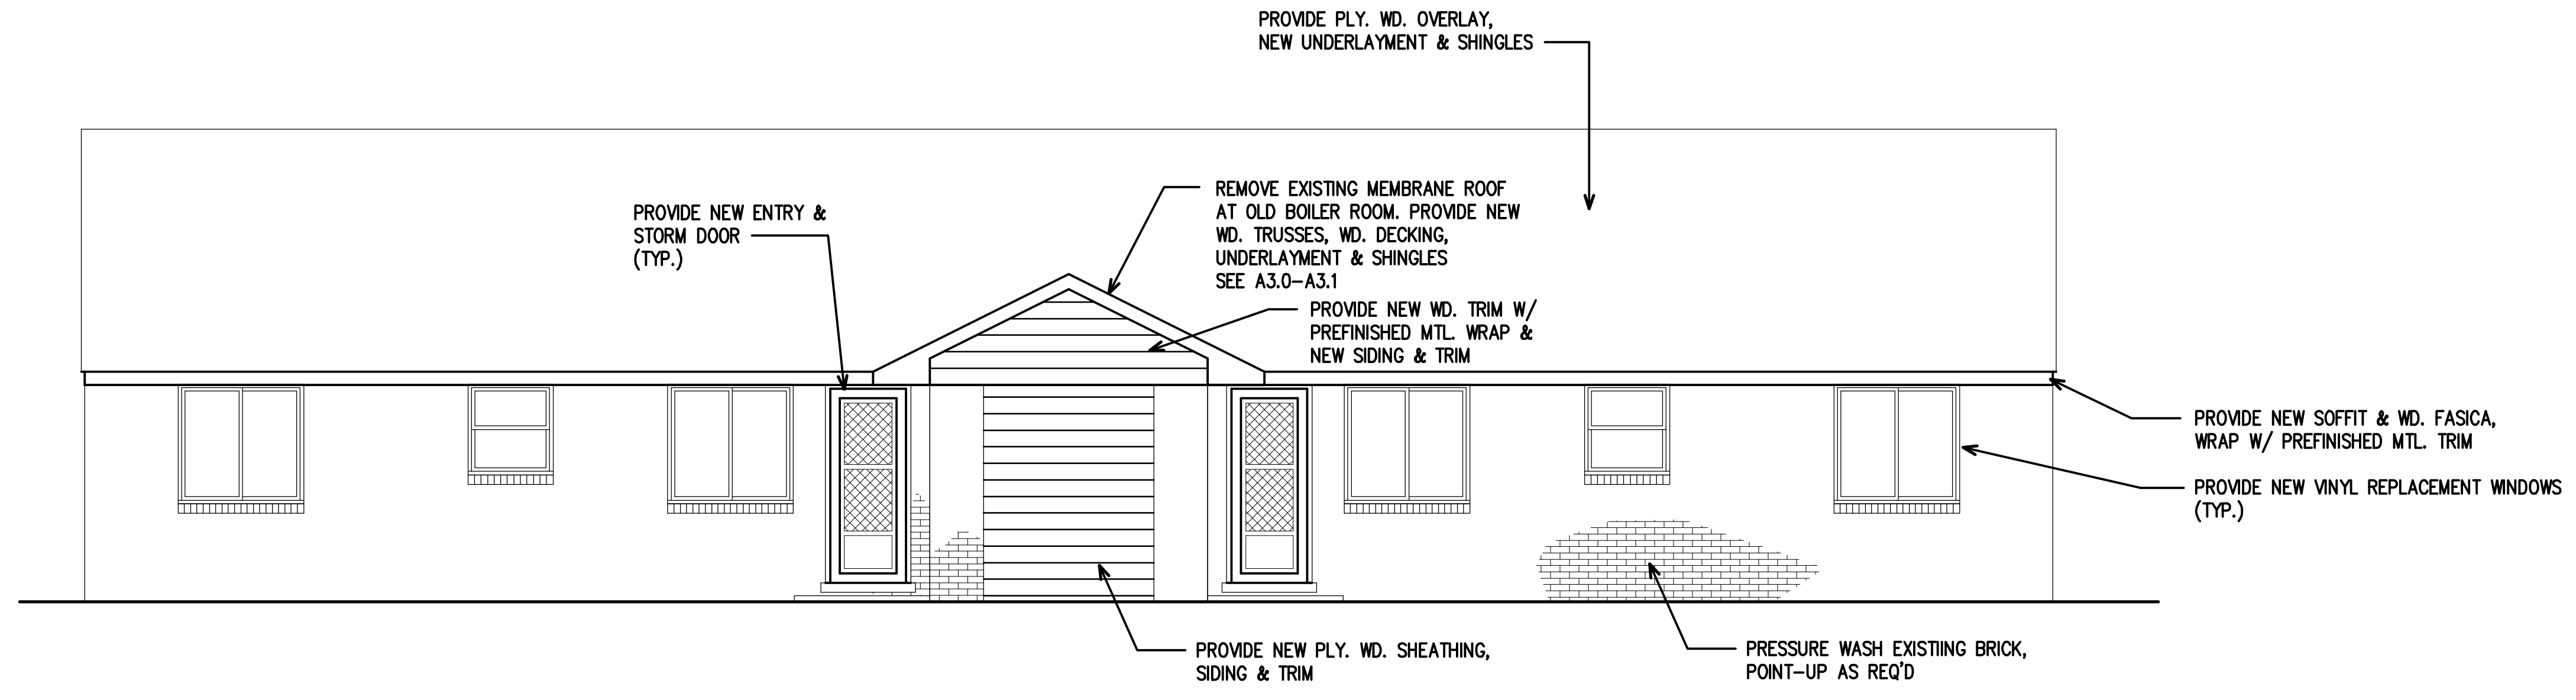 PROVIDE PLY. WD. OVERLAY,
NEW UNDERLAYMENT & SHINGLES
PROVIDE NEW ENTRY &
STORM DOOR
(TYP.)
REMOVE EXISTING MEMBRANE ROOF
AT OLD BOILER ROOM. PROVIDE NEW
WD. TRUSSES, WD. DECKING,
UNDERLAYMENT & SHINGLES
SEE A3.0-A3.1
PROVIDE NEW WD. TRIM W/
PREFINISHED MTL. WRAP &
NEW SIDING & TRIM
PROVIDE NEW SOFFIT & WD. FASICA,
WRAP W/ PREFINISHED MTL. TRIM
PROVIDE NEW VINYL REPLACEMENT WINDOWS
(TYP.)
PROVIDE NEW PLY. WD. SHEATHING,
SIDING & TRIM
PRESSURE WASH EXISTIING BRICK,
POINT-UP AS REQ'D